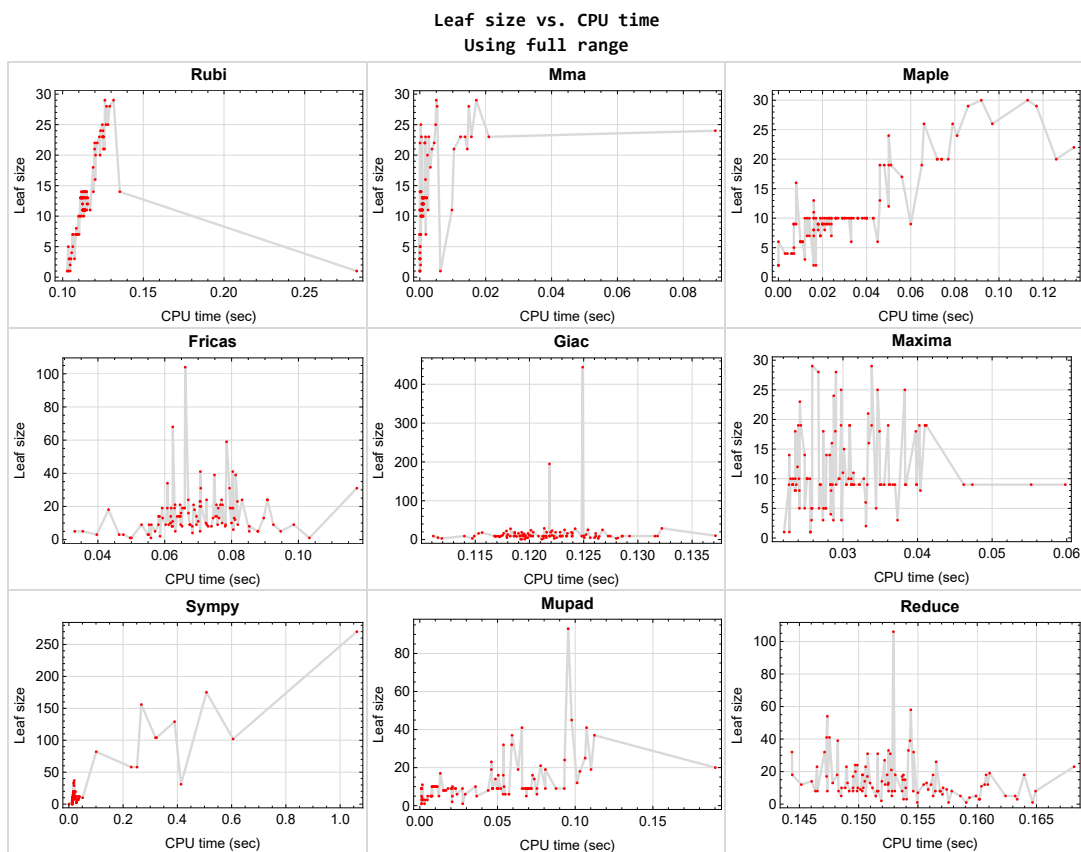 Leaf size vs. CPU time
Using full range
Rubi
Mma
Maple
Leaf size
30
25
20
15
10
5
0
0.10 0.15 0.20 0.25
CPU time (sec)
Leaf size
30
25
20
15
10
5
0
0.00 0.02 0.04 0.06 0.08
CPU time (sec)
Leaf size
30
25
20
15
10
5
0
0.00 0.02 0.04 0.06 0.08 0.10 0.12
CPU time (sec)
Fricas
Giac
Maxima
Leaf size
100
80
60
40
20
0
0.04 0.06 0.08 0.10
CPU time (sec)
Leaf size
400
300
200
100
0
0.115 0.120 0.125 0.130 0.135
CPU time (sec)
Leaf size
30
25
20
15
10
5
0
0.03 0.04 0.05 0.06
CPU time (sec)
Sympy
Mupad
Reduce
Leaf size
250
200
150
100
50
0
0.0 0.2 0.4 0.6 0.8 1.0
CPU time (sec)
Leaf size
80
60
40
20
0
0.00 0.05 0.10 0.15
CPU time (sec)
Leaf size
100
80
60
40
20
0
0.145 0.150 0.155 0.160 0.165
CPU time (sec)